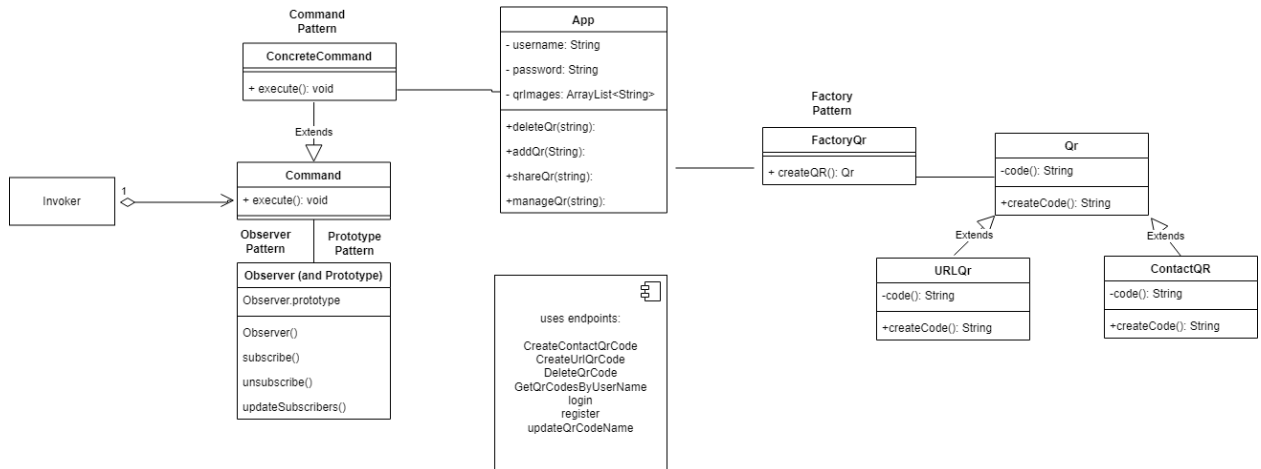 Command
Pattern
ConcreteCommand
+ execute(): void
Extends
Command
+ execute(): void
Invoker
1
Observer
Pattern
Prototype
Pattern
Observer (and Prototype)
Observer.prototype
Observer()
subscribe()
unsubscribe()
updateSubscribers()
App
- username: String
- password: String
- qrImages: ArrayList<String>
+deleteQr(string):
+addQr(String):
+shareQr(string):
+manageQr(string):
uses endpoints:
CreateContactQrCode
CreateUrlQrCode
DeleteQrCode
GetQrCodesByUserName
login
register
updateQrCodeName
Factory
Pattern
FactoryQr
+ createQR(): Qr
Qr
-code(): String
+createCode(): String
Extends
Extends
URLQr
-code(): String
+createCode(): String
ContactQR
-code(): String
+createCode(): String